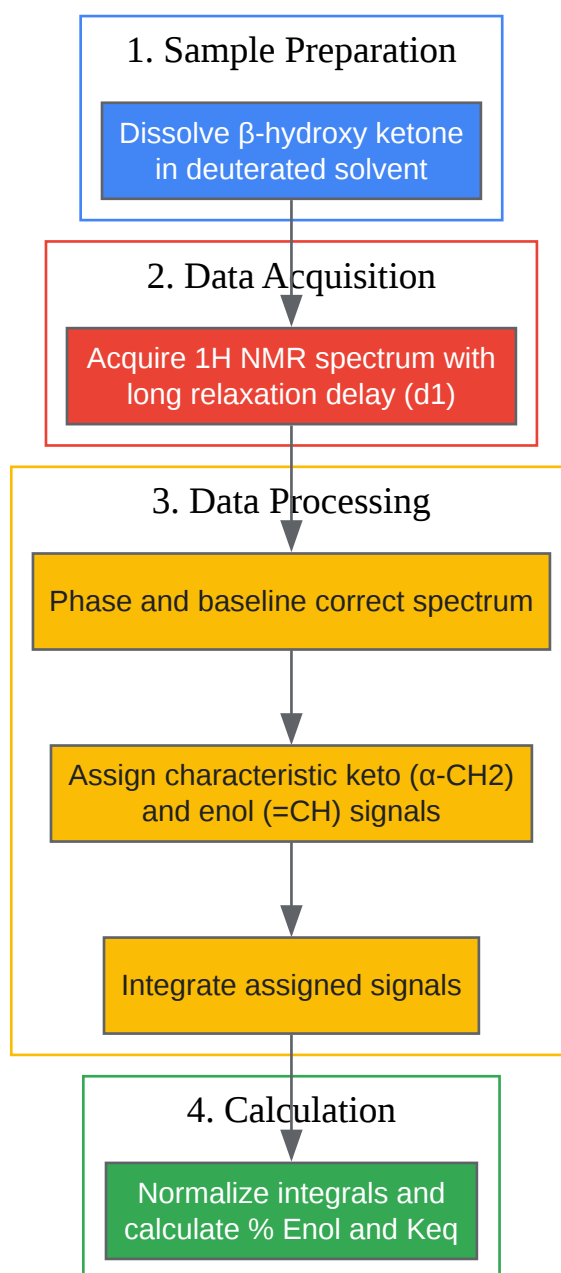 1. Sample Preparation
Dissolve β-hydroxy ketone
in deuterated solvent
2. Data Acquisition
Acquire 1H NMR spectrum with
long relaxation delay (d1)
3. Data Processing
Phase and baseline correct spectrum
Assign characteristic keto (α-CH2)
and enol (=CH) signals
Integrate assigned signals
4. Calculation
Normalize integrals and
calculate % Enol and Keq